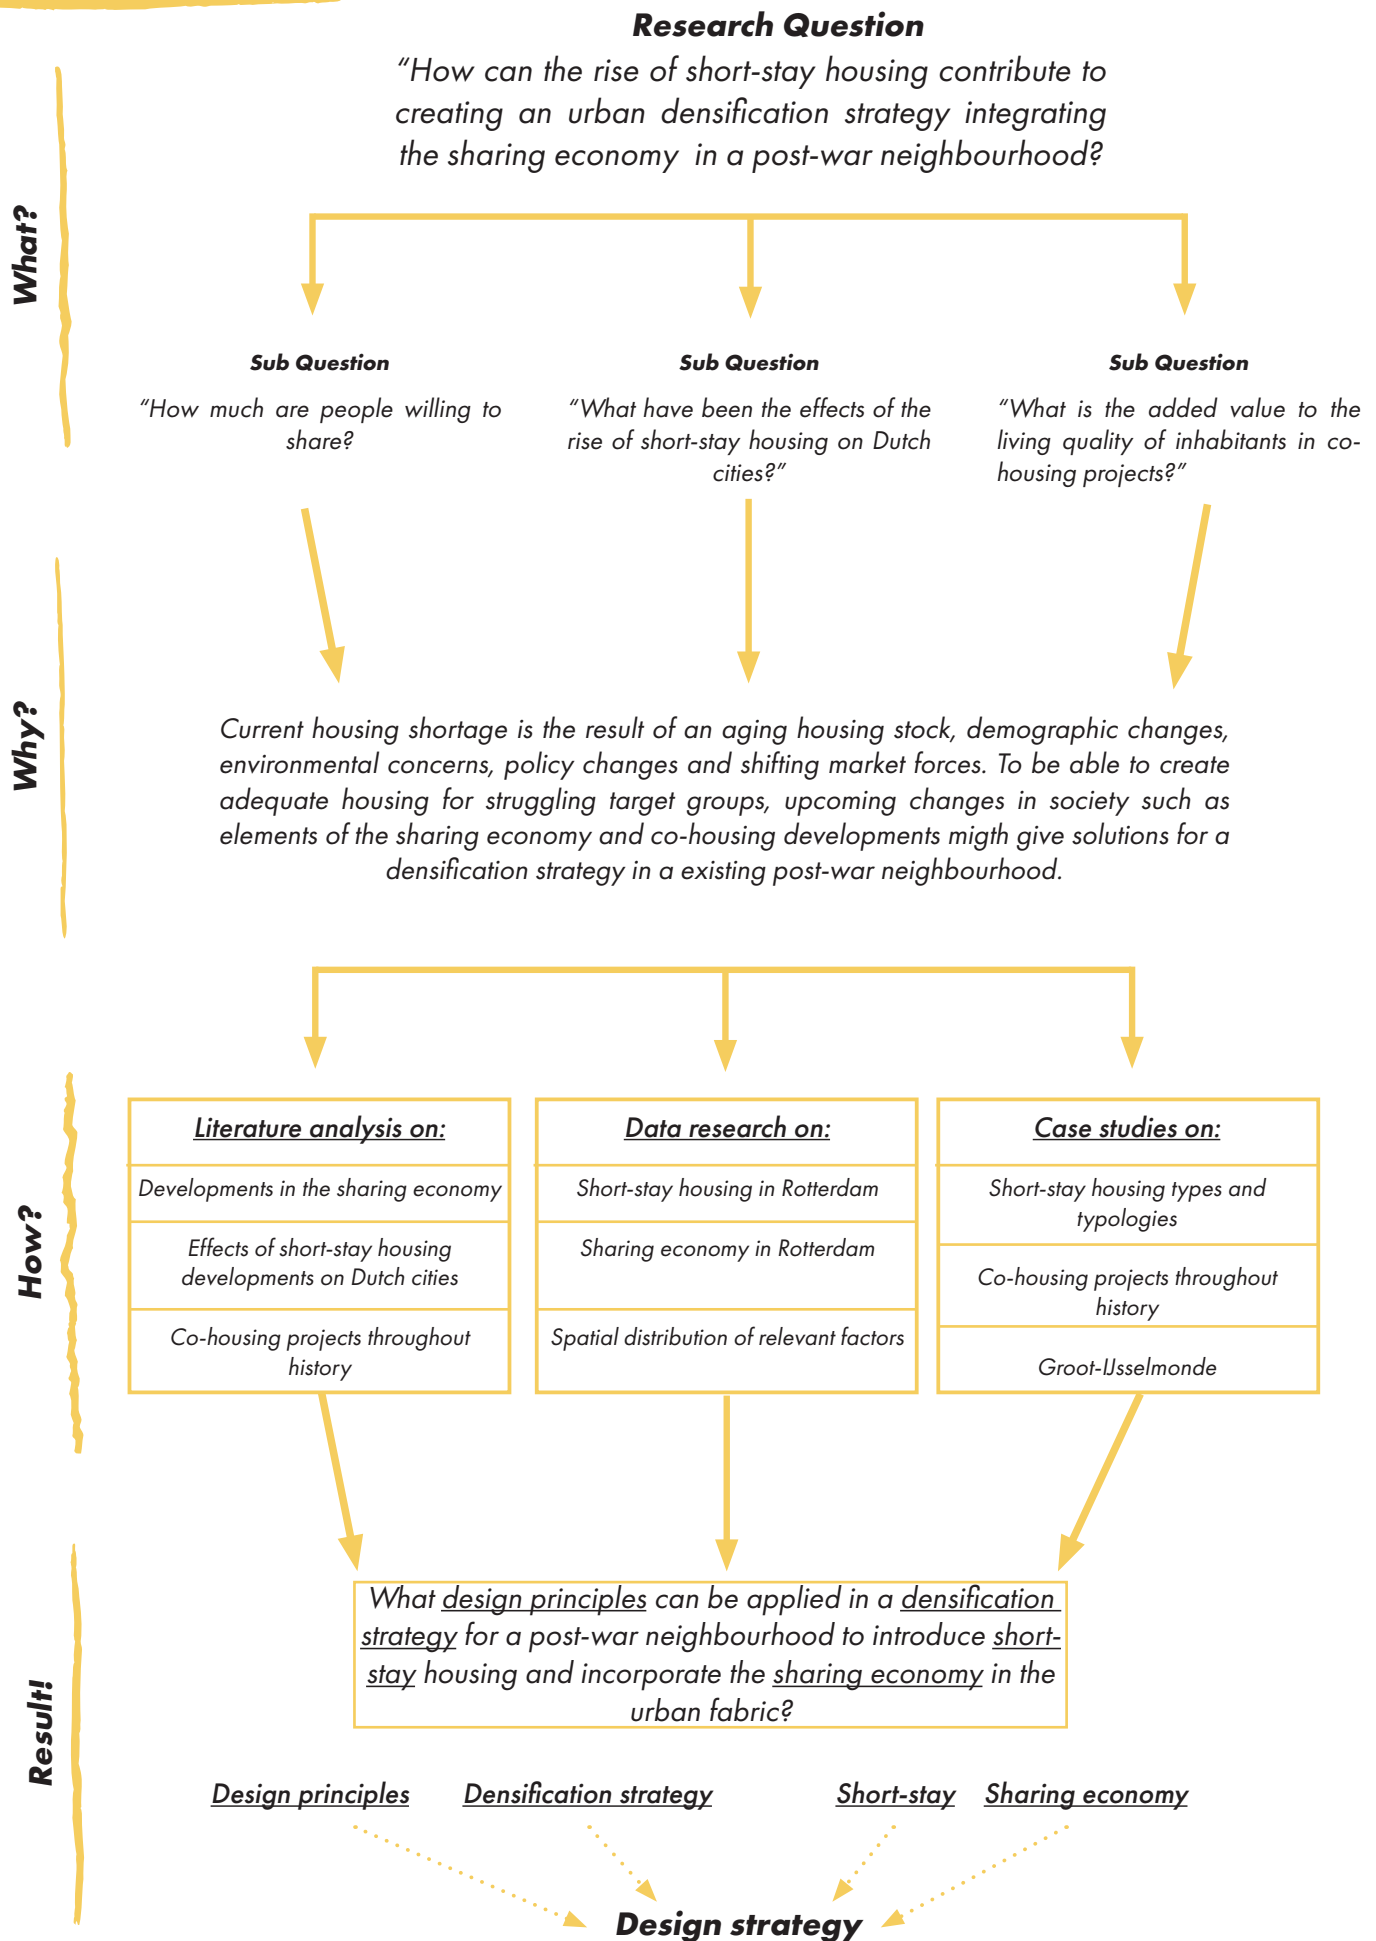 Research Question
“How can the rise of short-stay housing contribute to
creating an urban densification strategy integrating
the sharing economy in a post-war neighbourhood?
What?
Sub Question
“How much are people willing to
share?
Sub Question
“What have been the effects of the
rise of short-stay housing on Dutch
cities?”
Sub Question
“What is the added value to the
living quality of inhabitants in co-
housing projects?”
Why?
Current housing shortage is the result of an aging housing stock, demographic changes,
environmental concerns, policy changes and shifting market forces. To be able to create
adequate housing for struggling target groups, upcoming changes in society such as
elements of the sharing economy and co-housing developments migth give solutions for a
densification strategy in a existing post-war neighbourhood.
How?
Literature analysis on:
Developments in the sharing economy
Effects of short-stay housing
developments on Dutch cities
Co-housing projects throughout
history
Data research on:
Short-stay housing in Rotterdam
Sharing economy in Rotterdam
Spatial distribution of relevant factors
Case studies on:
Short-stay housing types and
typologies
Co-housing projects throughout
history
Groot-IJsselmonde
Result!
What design principles can be applied in a densification
strategy for a post-war neighbourhood to introduce short-
stay housing and incorporate the sharing economy in the
urban fabric?
Design principles
Densification strategy
Short-stay
Sharing economy
Design strategy